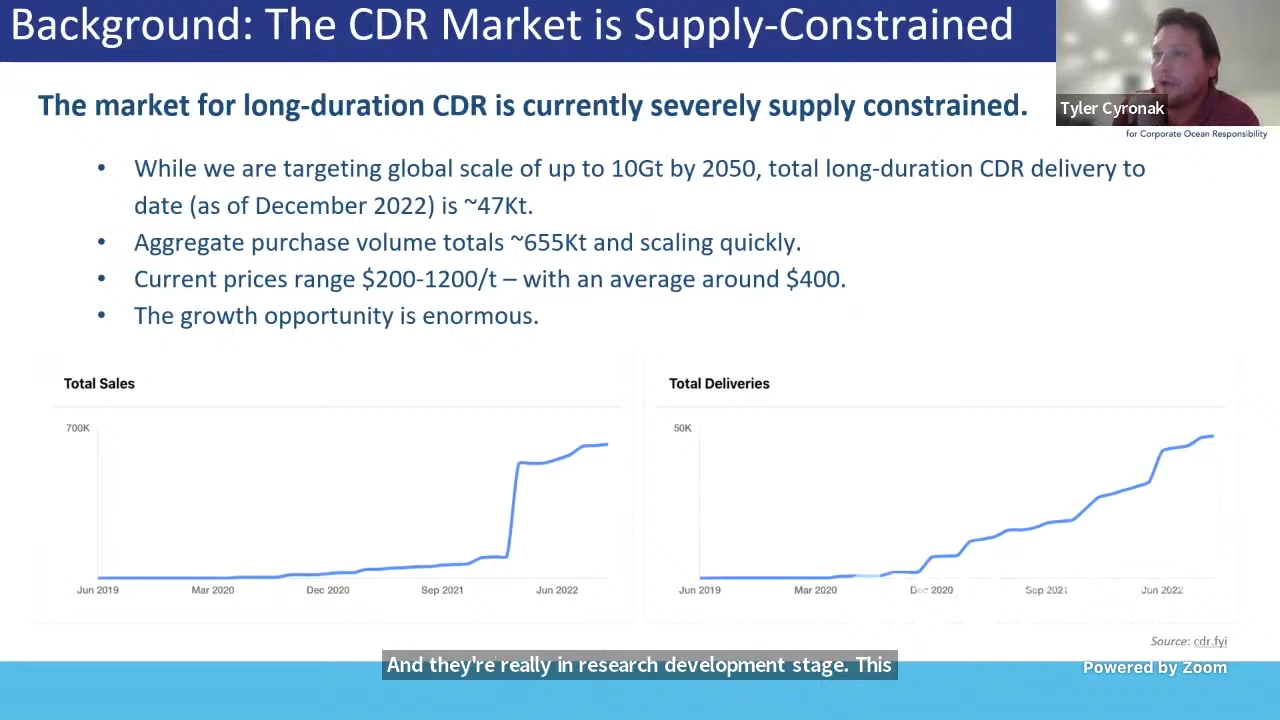 Background: The CDR Market is Supply-Constrained
Tyler Cyronak
for Corporate Ocean Responsibility
The market for long-duration CDR is currently severely supply constrained.
• While we are targeting global scale of up to 10Gt by 2050, total long-duration CDR delivery to
date (as of December 2022) is ~47Kt.
• Aggregate purchase volume totals ~655Kt and scaling quickly.
• Current prices range $200-1200/t – with an average around $400.
• The growth opportunity is enormous.
Total Sales
700K
Jun 2019 Mar 2020 Dec 2020 Sep 2021 Jun 2022
Total Deliveries
50K
Jun 2019 Mar 2020 Dec 2020 Sep 2021 Jun 2022
Source: cdr.fyi
And they're really in research development stage. This
Powered by Zoom